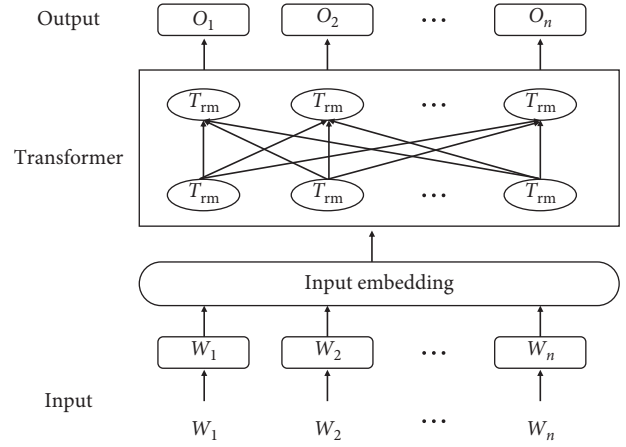 Output O₁ O₂ ... Oₙ
Tᵣₘ Tᵣₘ ... Tᵣₘ
Transformer
Tᵣₘ Tᵣₘ ... Tᵣₘ
Input embedding
W₁ W₂ ... Wₙ
Input
W₁ W₂ ... Wₙ